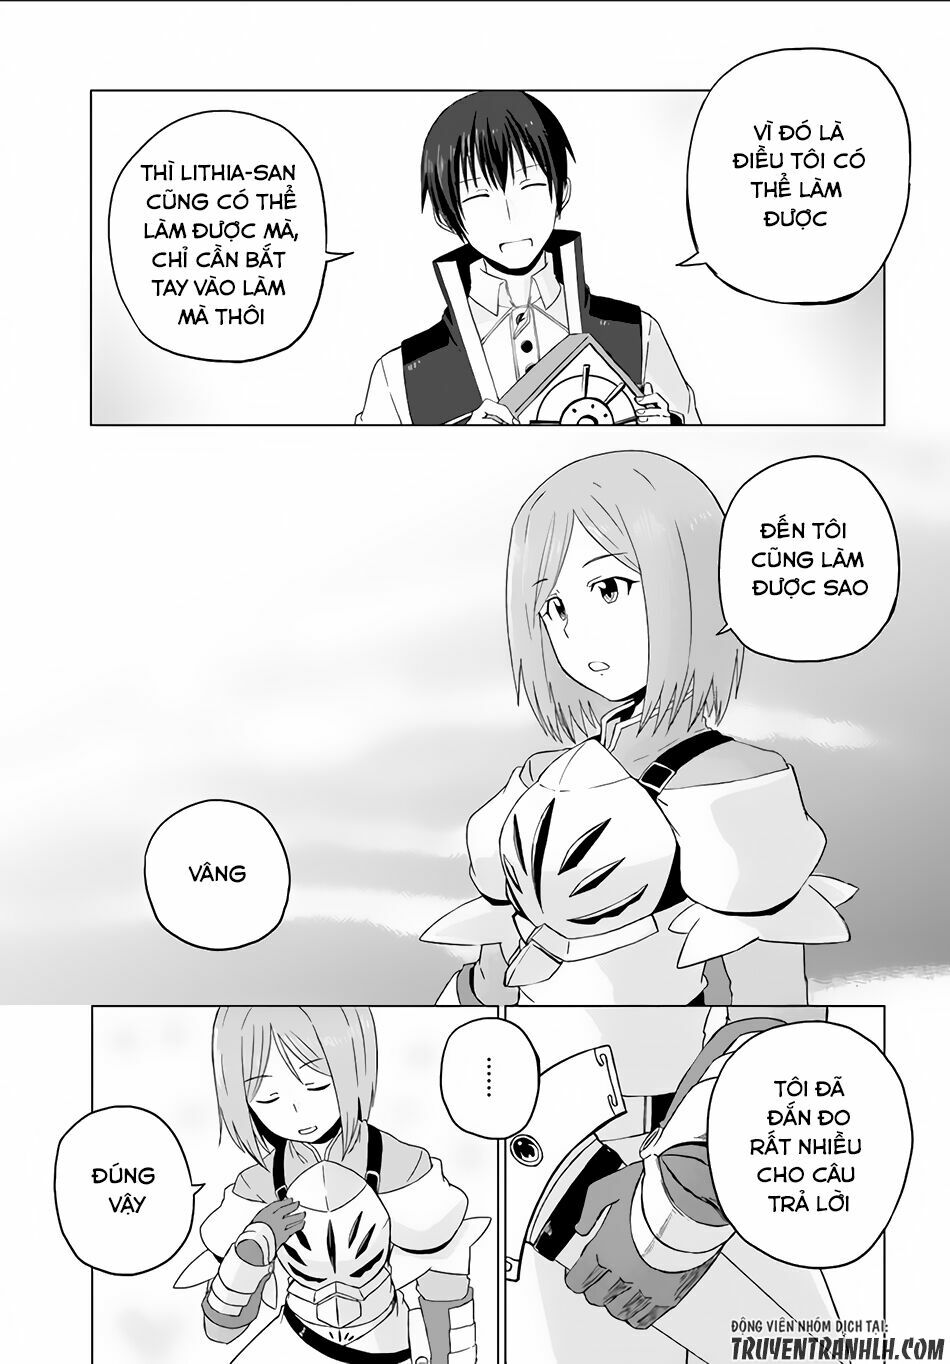 VÌ ĐÓ LÀ
ĐIỀU TÔI CÓ
THỂ LÀM
ĐƯỢC
THÌ LITHIA-SAN
CŨNG CÓ THỂ
LÀM ĐƯỢC MÀ,
CHỈ CẦN BẮT
TAY VÀO LÀM
MÀ THÔI
ĐẾN TÔI
CŨNG LÀM
ĐƯỢC SAO
VÂNG
TÔI ĐÃ
ĐẮN ĐO
RẤT NHIỀU
CHO CÂU
TRẢ LỜI
......
ĐÚNG
VẬY
ĐỘNG VIÊN NHÓM DỊCH TẠI:
TRUYENTRANHLH.COM